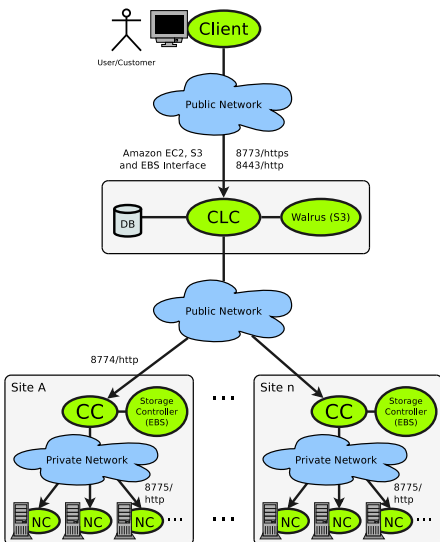 Client
User/Customer
Public Network
Amazon EC2, S3
and EBS Interface
8773/https
8443/http
DB
CLC
Walrus (S3)
Public Network
8774/http
Site A
CC
Storage
Controller
(EBS)
Private Network
8775/
http
NC
NC
NC
...
...
...
Site n
CC
Storage
Controller
(EBS)
Private Network
8775/
http
NC
NC
NC
...